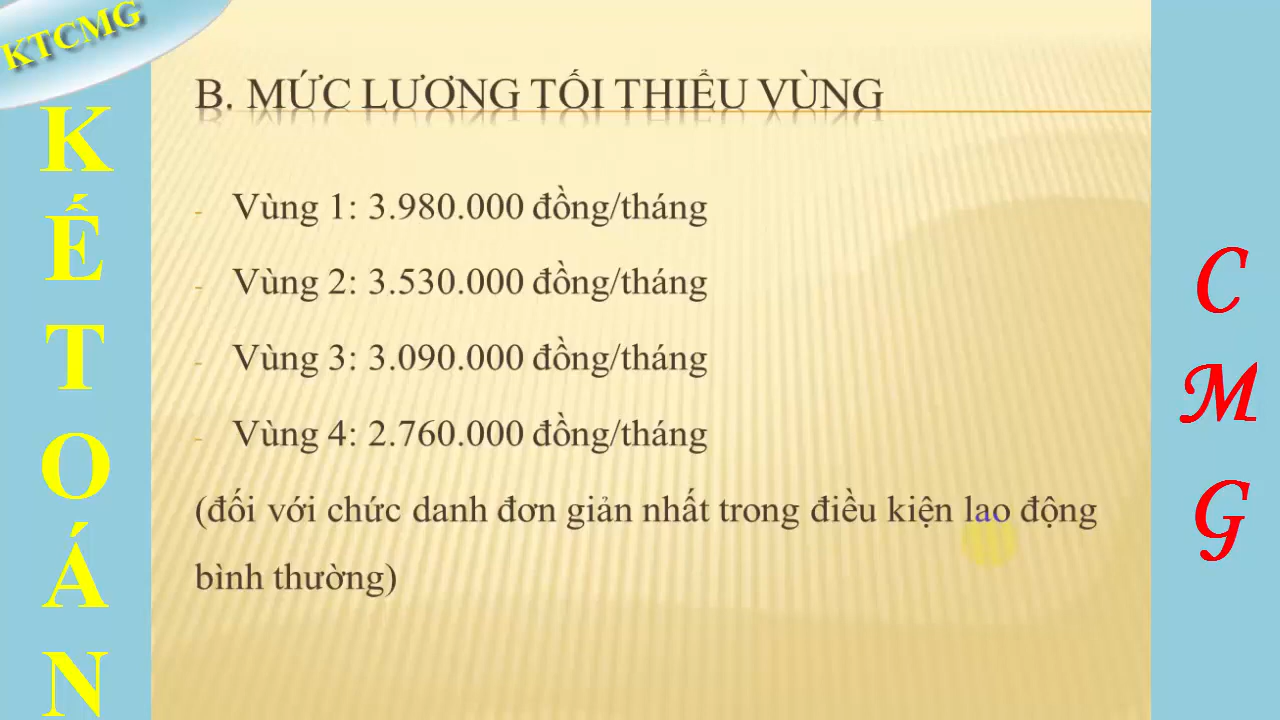 KTCMG
KẾ TOÁN
B. MỨC LƯƠNG TỐI THIỂU VÙNG
- Vùng 1: 3.980.000 đồng/tháng
- Vùng 2: 3.530.000 đồng/tháng
- Vùng 3: 3.090.000 đồng/tháng
- Vùng 4: 2.760.000 đồng/tháng
(đối với chức danh đơn giản nhất trong điều kiện lao động
bình thường)
CMG